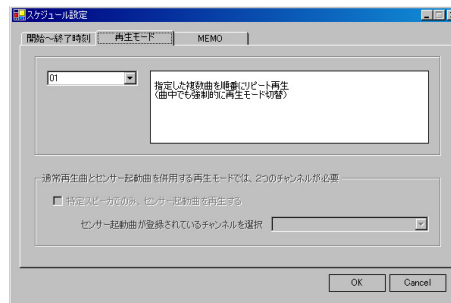 スケジュール設定
開始～終了時刻 再生モード MEMO
01
指定した複数曲を順番にリピート再生
(曲中でも強制的に再生モード切替)
通常再生曲とセンサー起動曲を併用する再生モードでは、2つのチャンネルが必要
特定スピーカでのみ、センサー起動曲を再生する
センサー起動曲が登録されているチャンネルを選択
OK Cancel